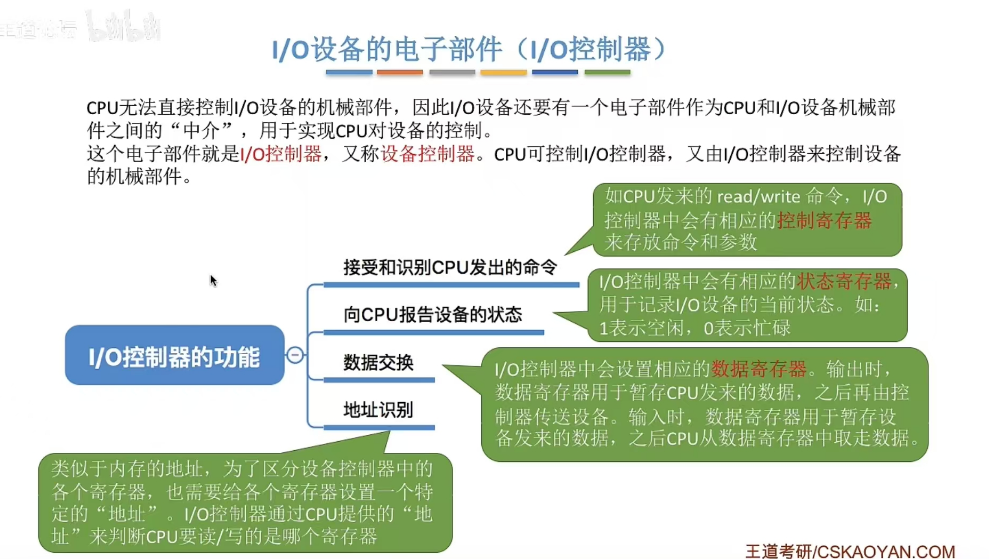 bilibili
I/O设备的电子部件（I/O控制器）
CPU无法直接控制I/O设备的机械部件，因此I/O设备还要有一个电子部件作为CPU和I/O设备机械部
件之间的“中介”，用于实现CPU对设备的控制。
这个电子部件就是I/O控制器，又称设备控制器。CPU可控制I/O控制器，又由I/O控制器来控制设备
的机械部件。
如CPU发来的 read/write 命令，I/O
控制器中会有相应的控制寄存器
来存放命令和参数
接受和识别CPU发出的命令
I/O控制器中会有相应的状态寄存器，
用于记录I/O设备的当前状态。如：
1表示空闲，0表示忙碌
向CPU报告设备的状态
I/O控制器的功能
数据交换
I/O控制器中会设置相应的数据寄存器。输出时，
数据寄存器用于暂存CPU发来的数据，之后再由控
制器传送设备。输入时，数据寄存器用于暂存设
备发来的数据，之后CPU从数据寄存器中取走数据。
地址识别
类似于内存的地址，为了区分设备控制器中的
各个寄存器，也需要给各个寄存器设置一个特
定的“地址”。I/O控制器通过CPU提供的“地
址”来判断CPU要读/写的是哪个寄存器
王道考研/CSKAOYAN.COM